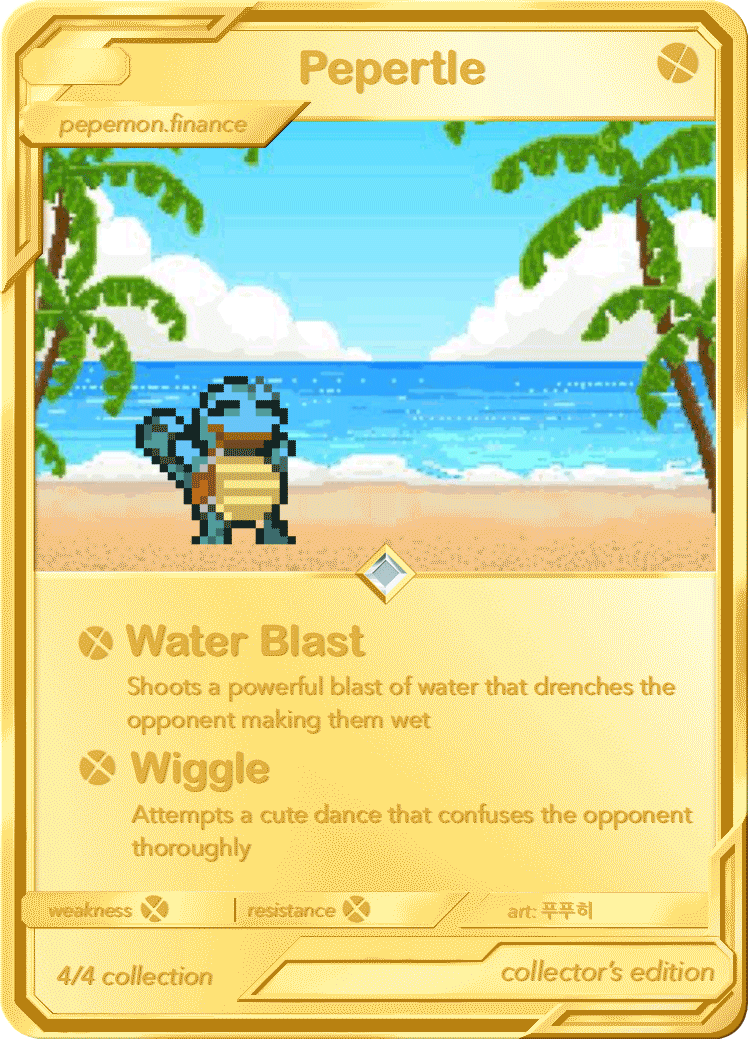 Pepertle
pepemon.finance
Water Blast
Shoots a powerful blast of water that drenches the
opponent making them wet
Wiggle
Attempts a cute dance that confuses the opponent
thoroughly
weakness
resistance
art: 푸푸히
4/4 collection
collector's edition